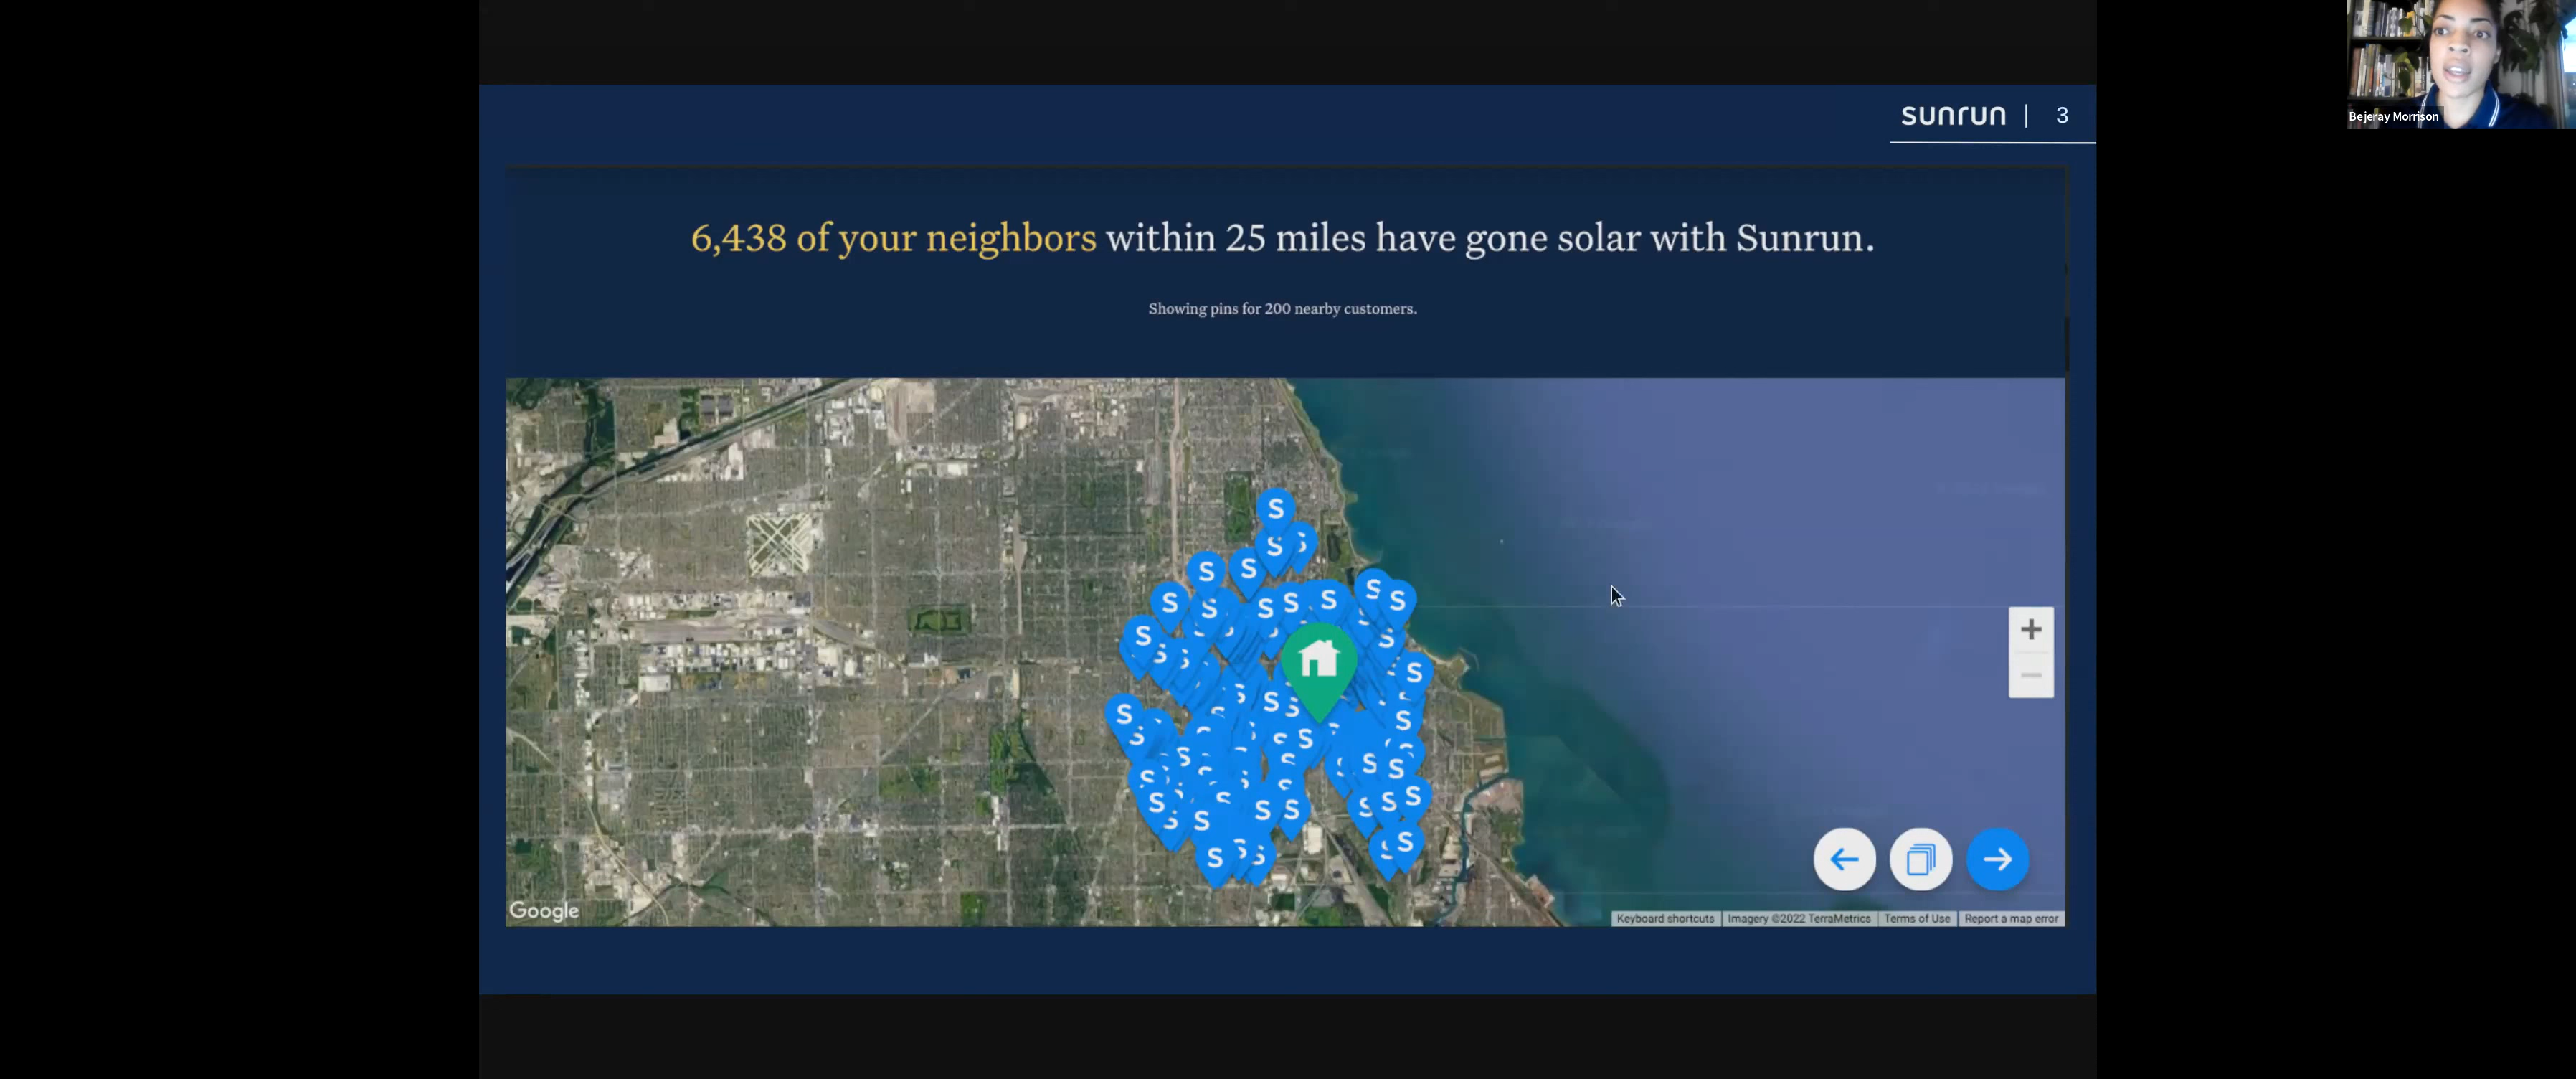 sunrun | 3
Bejeray Morrison
6,438 of your neighbors within 25 miles have gone solar with Sunrun.
Showing pins for 200 nearby customers.
Google
Keyboard shortcuts
Imagery ©2022 TerraMetrics
Terms of Use
Report a map error